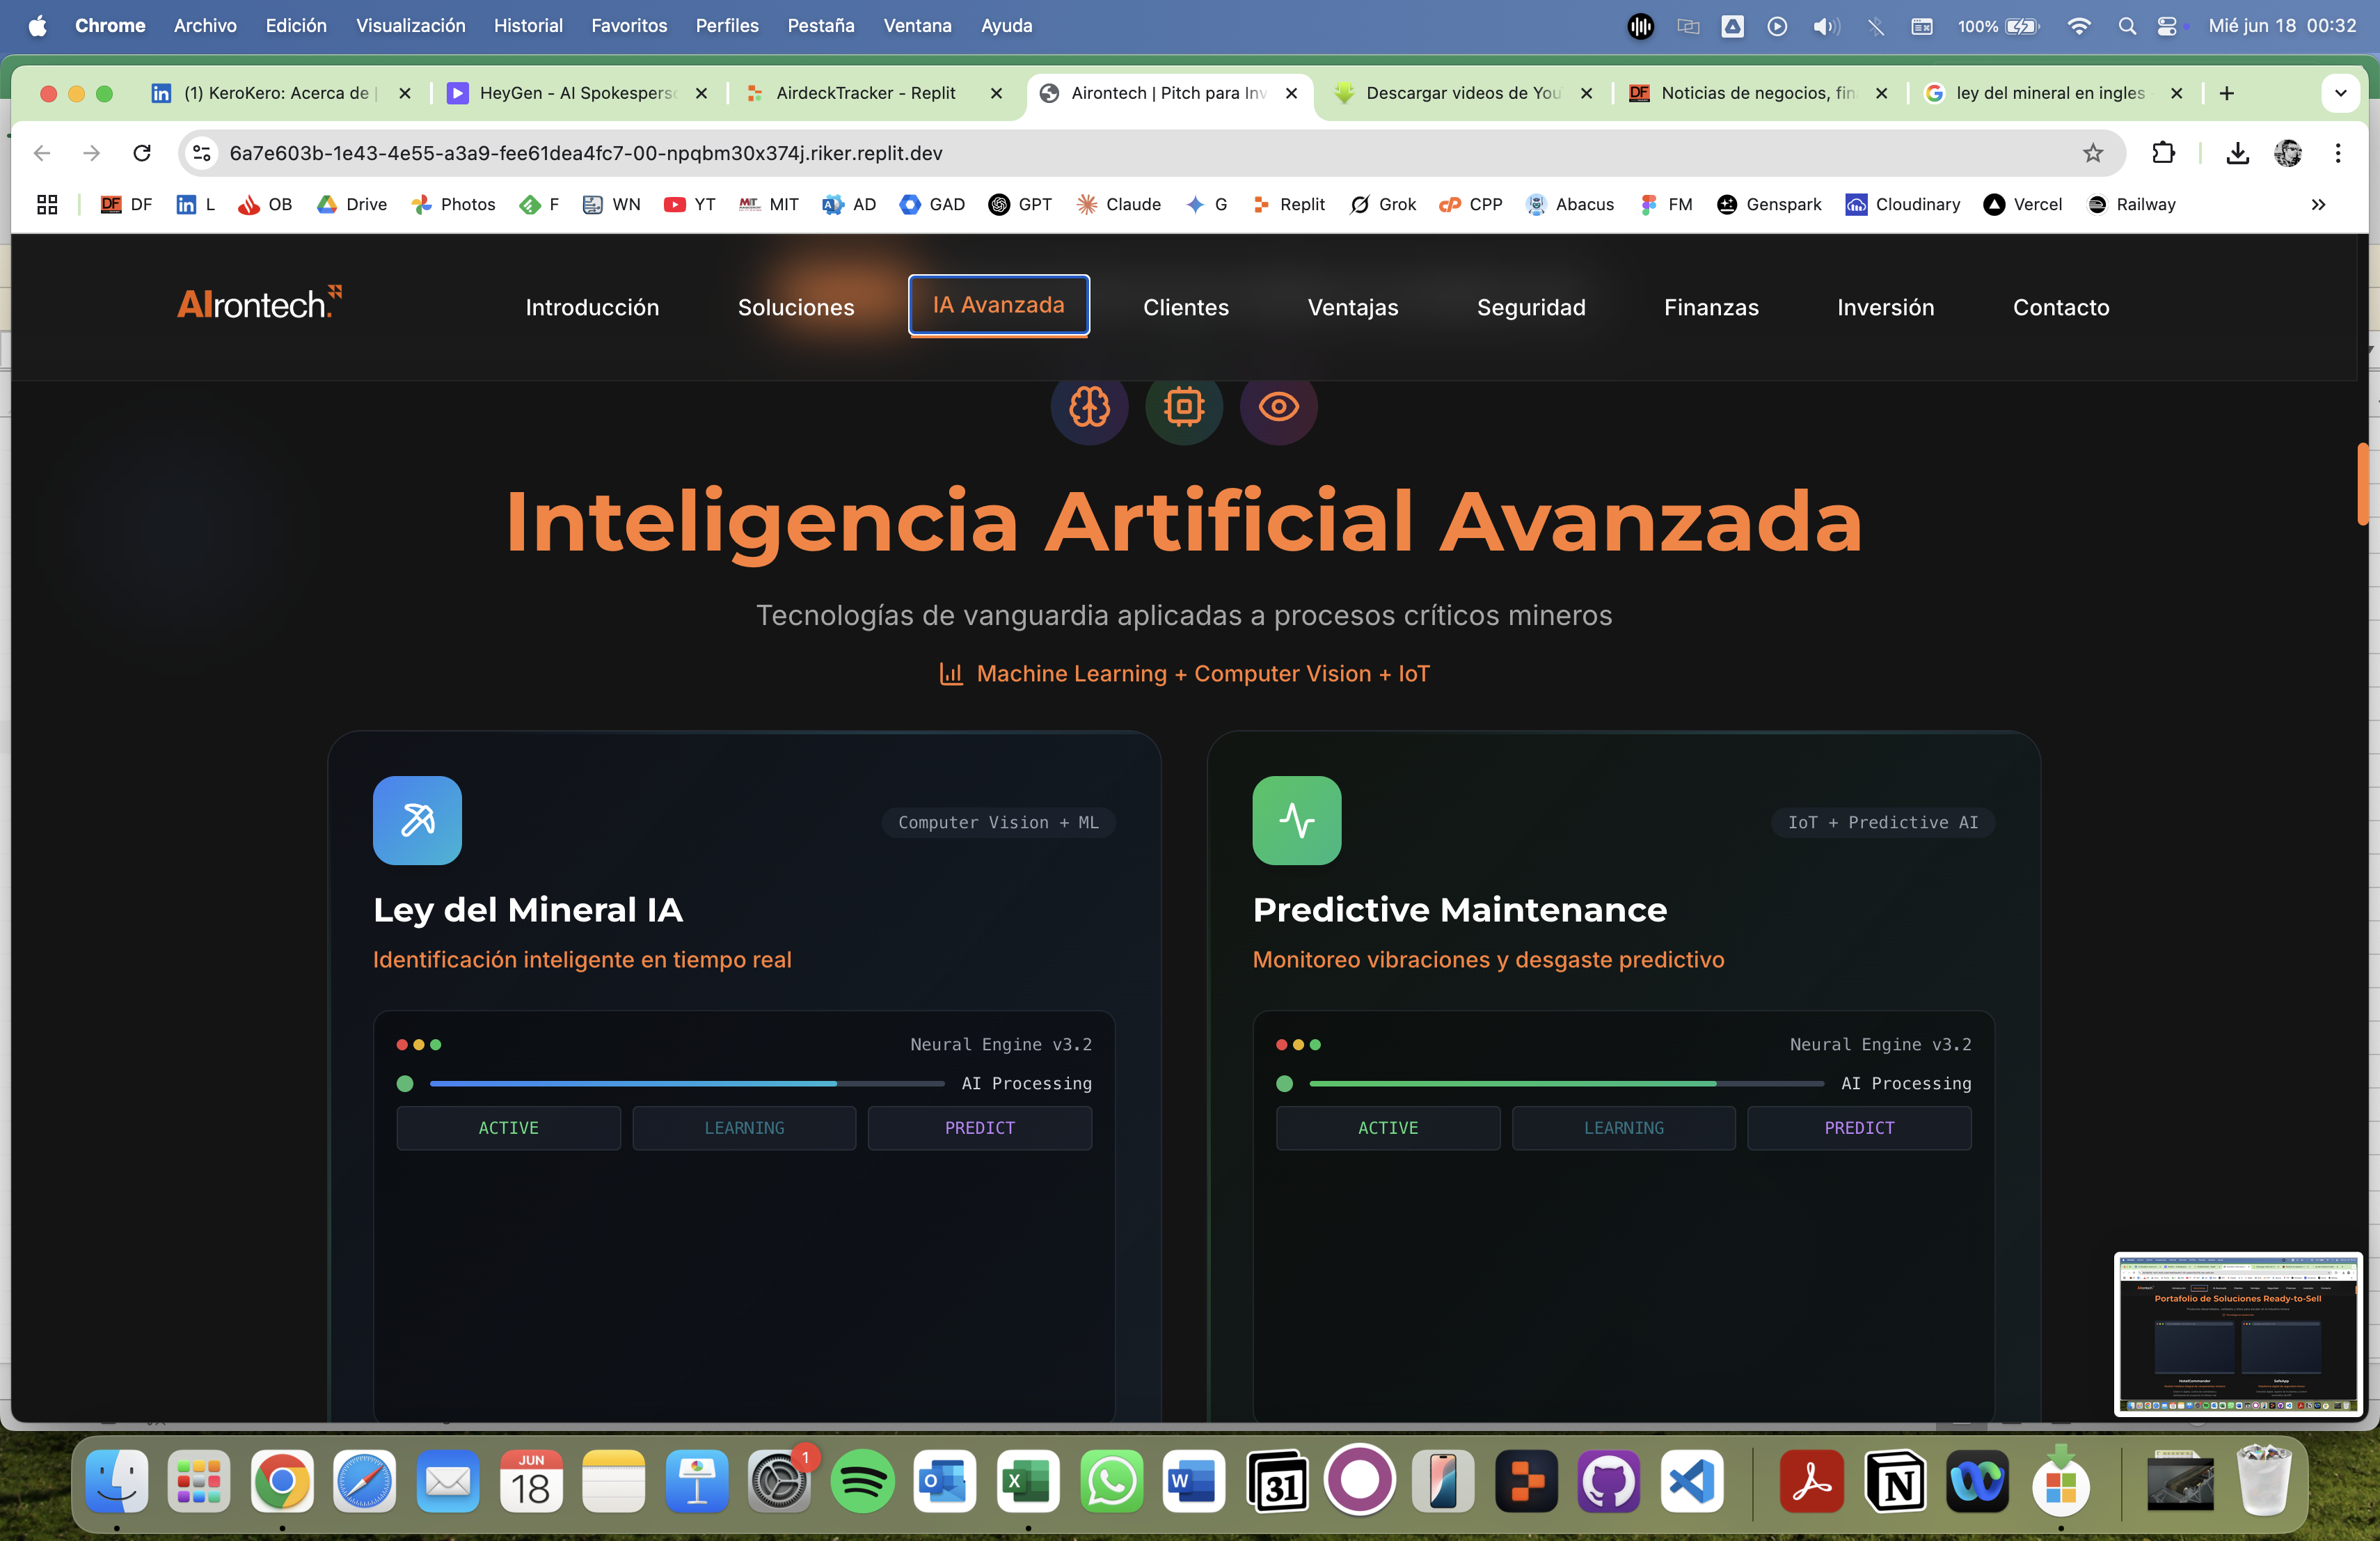 Chrome Archivo Edición Visualización Historial Favoritos Perfiles Pestaña Ventana Ayuda 100% Mié jun 18 00:32
(1) KeroKero: Acerca de HeyGen - AI Spokespers AirdeckTracker - Replit Airontech | Pitch para Inv Descargar videos de You DF Noticias de negocios, fin ley del mineral en ingles
6a7e603b-1e43-4e55-a3a9-fee61dea4fc7-00-npqbm30x374j.riker.replit.dev
DF DF L OB Drive Photos F WN YT MIT MIT AD GAD GPT Claude G Replit Grok CPP Abacus FM Genspark Cloudinary Vercel Railway
AIrontech. Introducción Soluciones IA Avanzada Clientes Ventajas Seguridad Finanzas Inversión Contacto
Inteligencia Artificial Avanzada
Tecnologías de vanguardia aplicadas a procesos críticos mineros
Machine Learning + Computer Vision + IoT
Computer Vision + ML
Ley del Mineral IA
Identificación inteligente en tiempo real
Neural Engine v3.2
AI Processing
ACTIVE LEARNING PREDICT
IoT + Predictive AI
Predictive Maintenance
Monitoreo vibraciones y desgaste predictivo
Neural Engine v3.2
AI Processing
ACTIVE LEARNING PREDICT
Portafolio de Soluciones Ready-to-Sell
JUN
18
1
31